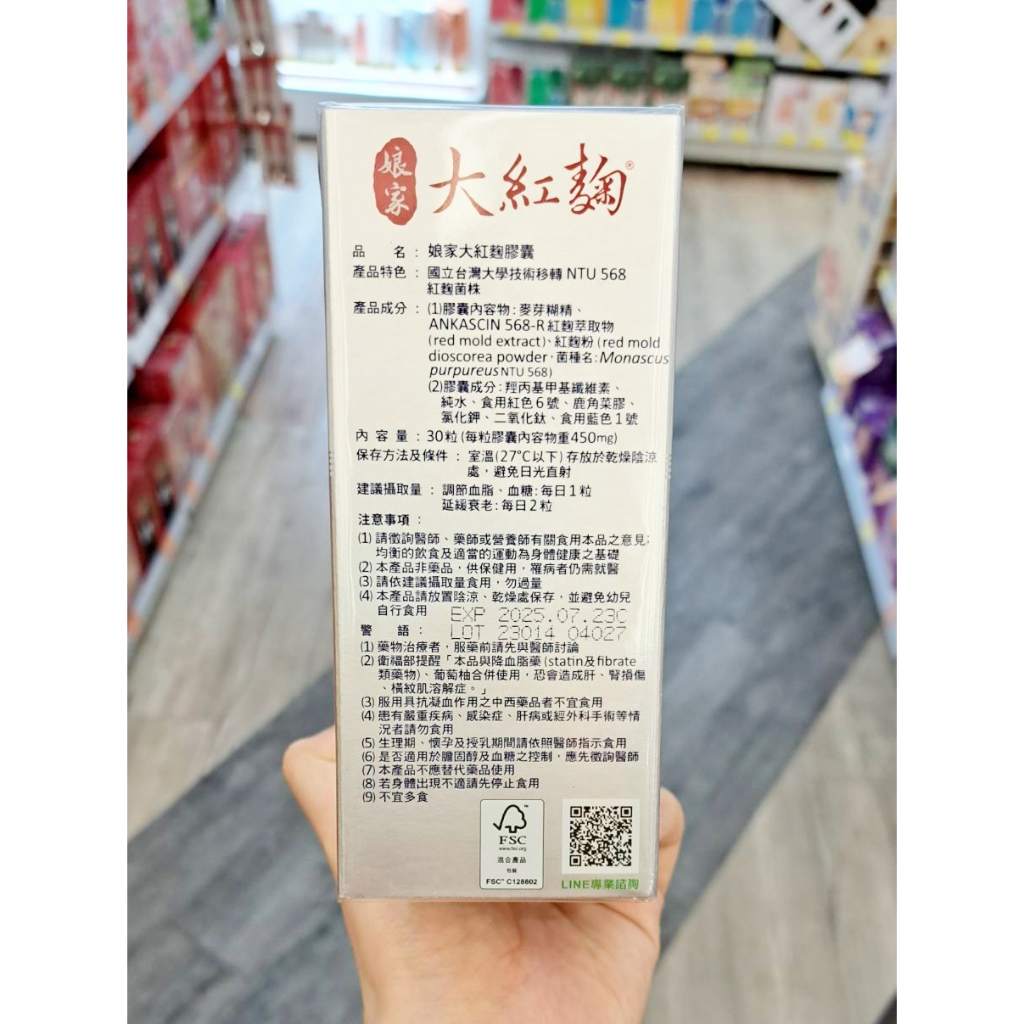 娘家
大紅麴®
品　　名：娘家大紅麴膠囊
產品特色：國立台灣大學技術移轉 NTU 568
紅麴菌株
產品成分：(1)膠囊內容物:麥芽糊精、
ANKASCIN 568-R 紅麴萃取物
(red mold extract)、紅麴粉 (red mold
dioscorea powder,菌種名:Monascus
purpureus NTU 568)
(2)膠囊成分:羥丙基甲基纖維素、
純水、食用紅色6號、鹿角菜膠、
氯化鉀、二氧化鈦、食用藍色1號
內 容 量：30粒 (每粒膠囊內容物重450mg)
保存方法及條件：室溫(27°C以下)存放於乾燥陰涼
處，避免日光直射
建議攝取量：調節血脂、血糖:每日1粒
延緩衰老:每日2粒
注意事項：
(1) 請徵詢醫師、藥師或營養師有關食用本品之意見;
均衡的飲食及適當的運動為身體健康之基礎
(2) 本產品非藥品，供保健用，罹病者仍需就醫
(3) 請依建議攝取量食用，勿過量
(4) 本產品請放置陰涼、乾燥處保存，並避免幼兒
自行食用
EXP 2025.07.23C
LOT 23014 04027
警　　語：
(1) 藥物治療者，服藥前請先與醫師討論
(2) 衛福部提醒「本品與降血脂藥 (statin及fibrate
類藥物)、葡萄柚合併使用，恐會造成肝、腎損傷
、橫紋肌溶解症。」
(3) 服用具抗凝血作用之中西藥品者不宜食用
(4) 患有嚴重疾病、感染症、肝病或經外科手術等情
況者請勿食用
(5) 生理期、懷孕及授乳期間請依照醫師指示食用
(6) 是否適用於膽固醇及血糖之控制，應先徵詢醫師
(7) 本產品不應替代藥品使用
(8) 若身體出現不適請先停止食用
(9) 不宜多食
FSC
www.fsc.org
混合產品
包裝
FSC™ C128602
LINE專業諮詢